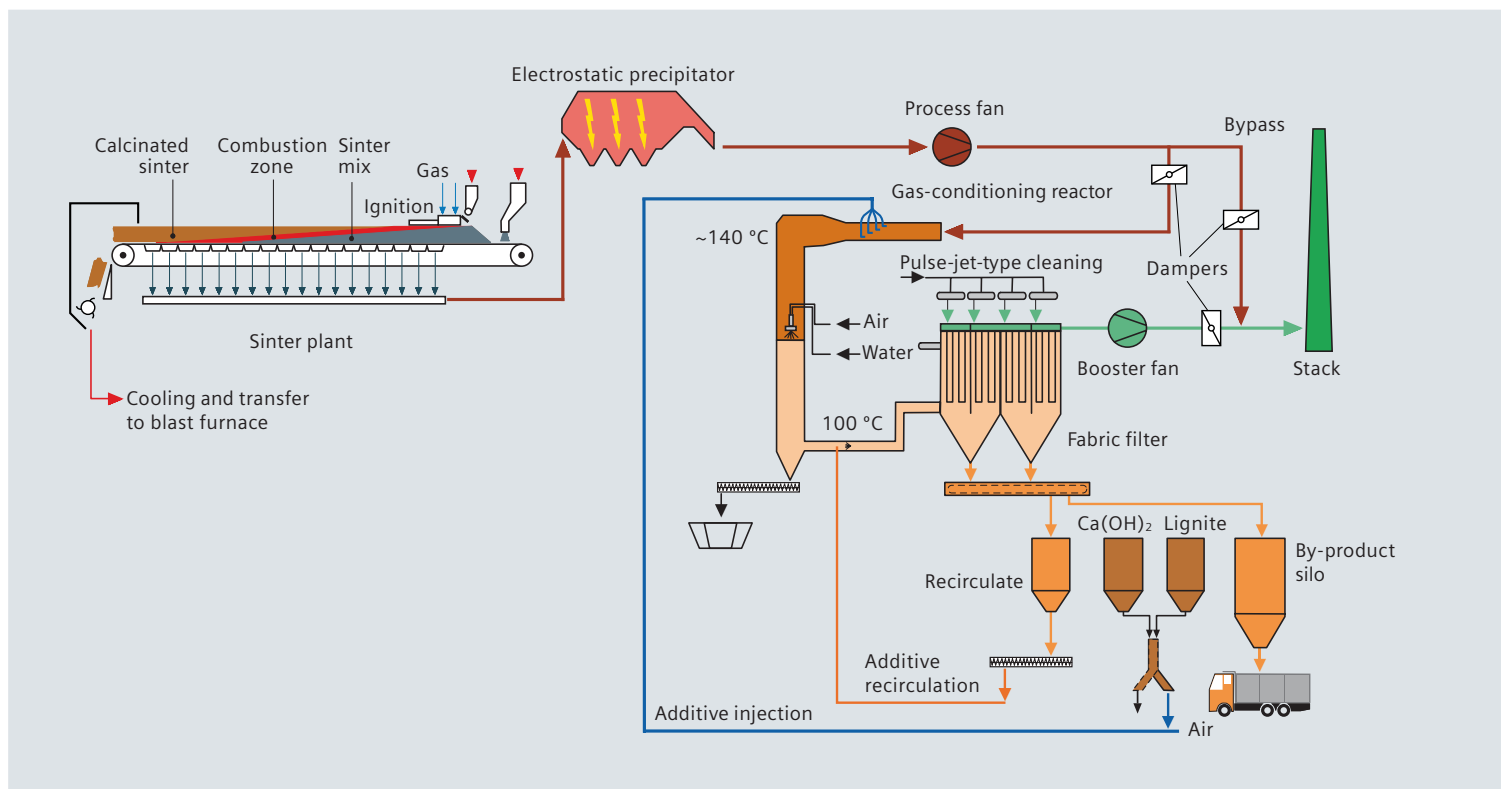 Electrostatic precipitator
Process fan
Bypass
Calcinated
sinter
Combustion
zone
Sinter
mix
Gas
Ignition
Gas-conditioning reactor
~140 °C
Pulse-jet-type cleaning
Dampers
Air
Water
Sinter plant
Booster fan
Stack
Cooling and transfer
to blast furnace
100 °C
Fabric filter
Ca(OH)₂
Lignite
By-product
silo
Recirculate
Additive
recirculation
Additive injection
Air